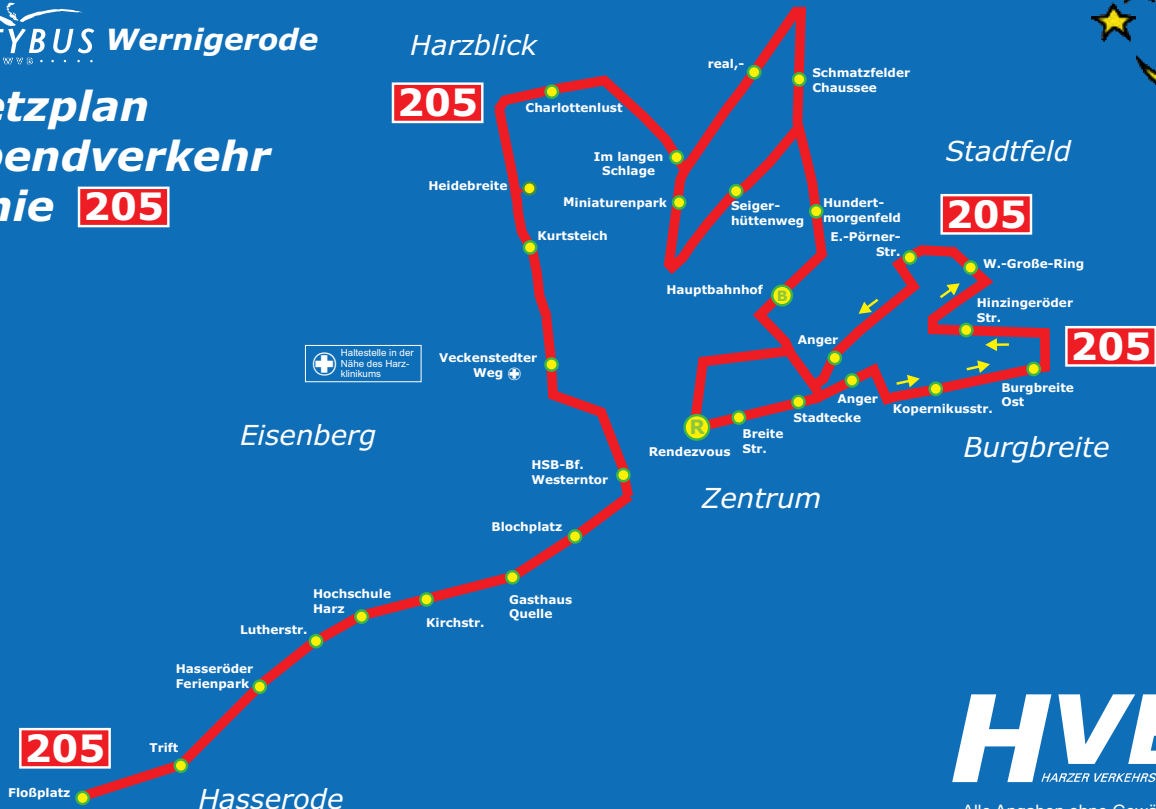 TYBUS Wernigerode
WVB
etzplan
bendverkehr
nie 205
Harzblick
205
Charlottenlust
real,-
Schmatzfelder
Chaussee
Im langen
Schlage
Heidebreite
Miniaturenpark
Seiger-
hüttenweg
Hundert-
morgenfeld
Kurtsteich
Stadtfeld
205
E.-Pörner-
Str.
W.-Große-Ring
Hauptbahnhof
B
Hinzingeröder
Str.
205
Anger
Haltestelle in der
Nähe des Harz-
klinikums
Veckenstedter
Weg
Anger
Kopernikusstr.
Burgbreite
Ost
Stadtecke
R
Rendezvous
Breite
Str.
Eisenberg
Burgbreite
Zentrum
HSB-Bf.
Westerntor
Blochplatz
Gasthaus
Quelle
Hochschule
Harz
Kirchstr.
Lutherstr.
Hasseröder
Ferienpark
205
Trift
Floßplatz
Hasserode
HVB
HARZER VERKEHRS